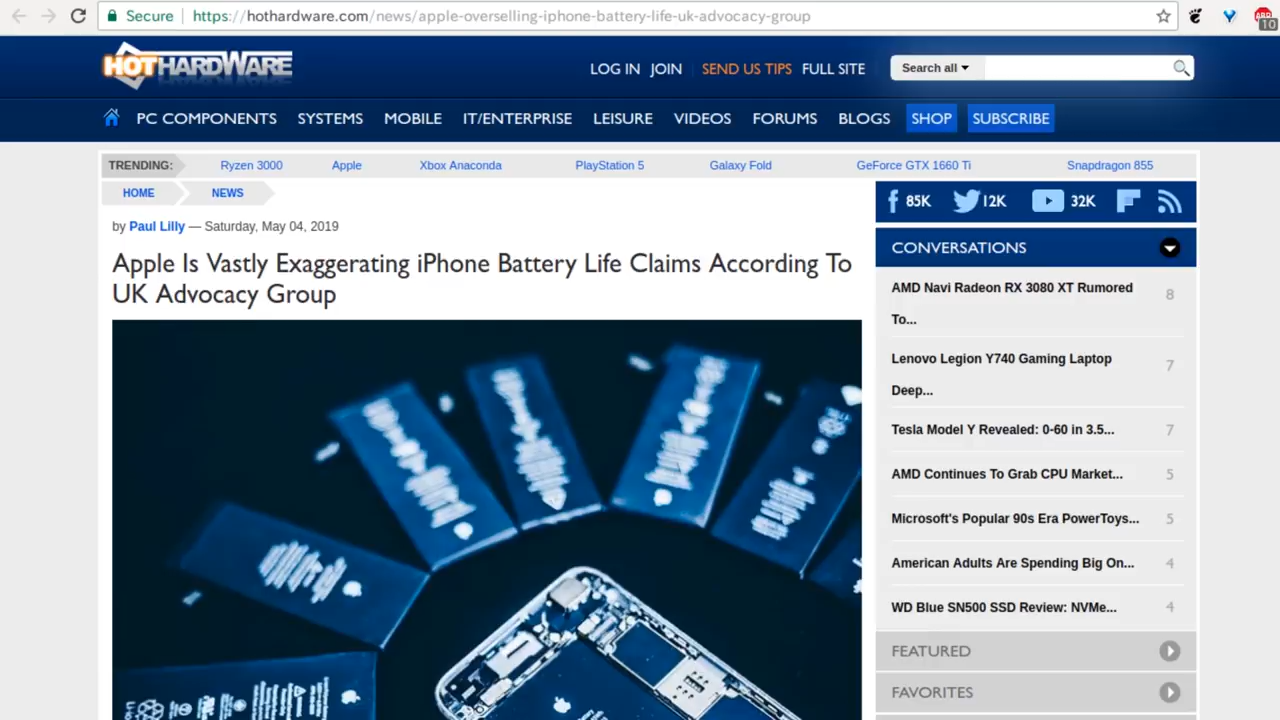 Secure
https://hothardware.com/news/apple-overselling-iphone-battery-life-uk-advocacy-group
10
HOTHARDWARE
LOG IN JOIN SEND US TIPS FULL SITE
Search all
PC COMPONENTS SYSTEMS MOBILE IT/ENTERPRISE LEISURE VIDEOS FORUMS BLOGS SHOP SUBSCRIBE
TRENDING: Ryzen 3000 Apple Xbox Anaconda PlayStation 5 Galaxy Fold GeForce GTX 1660 Ti Snapdragon 855
HOME NEWS
by Paul Lilly — Saturday, May 04, 2019
Apple Is Vastly Exaggerating iPhone Battery Life Claims According To
UK Advocacy Group
85K 12K 32K
CONVERSATIONS
AMD Navi Radeon RX 3080 XT Rumored
To...
8
Lenovo Legion Y740 Gaming Laptop
Deep...
7
Tesla Model Y Revealed: 0-60 in 3.5... 7
AMD Continues To Grab CPU Market... 5
Microsoft's Popular 90s Era PowerToys... 5
American Adults Are Spending Big On... 4
WD Blue SN500 SSD Review: NVMe... 4
FEATURED
FAVORITES